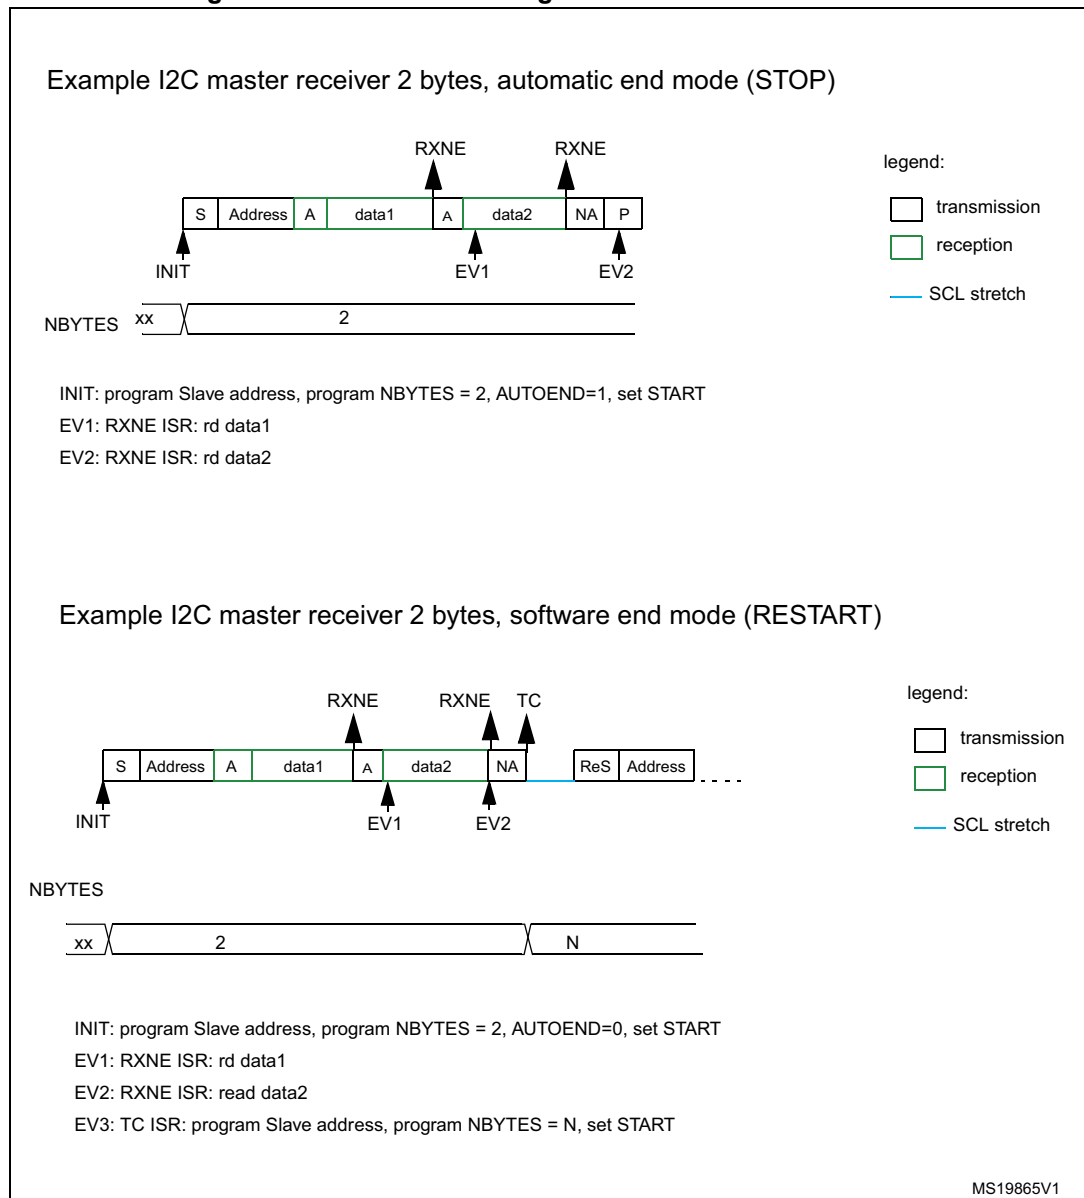 Example I2C master receiver 2 bytes, automatic end mode (STOP)
RXNE RXNE
legend:
S Address A data1 A data2 NA P
transmission
reception
INIT EV1 EV2
SCL stretch
NBYTES xx 2
INIT: program Slave address, program NBYTES = 2, AUTOEND=1, set START
EV1: RXNE ISR: rd data1
EV2: RXNE ISR: rd data2
Example I2C master receiver 2 bytes, software end mode (RESTART)
RXNE RXNE TC
legend:
S Address A data1 A data2 NA ReS Address
transmission
reception
INIT EV1 EV2
SCL stretch
NBYTES
xx 2 N
INIT: program Slave address, program NBYTES = 2, AUTOEND=0, set START
EV1: RXNE ISR: rd data1
EV2: RXNE ISR: read data2
EV3: TC ISR: program Slave address, program NBYTES = N, set START
MS19865V1